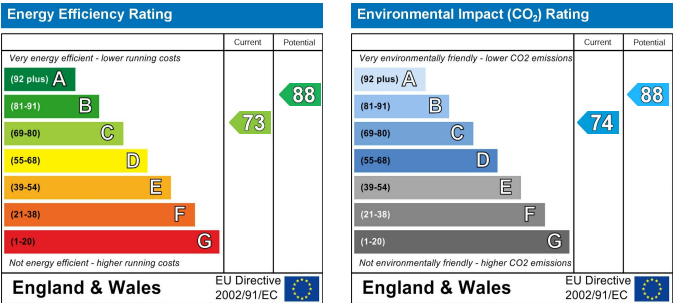 Energy Efficiency Rating
Current Potential
Very energy efficient - lower running costs
(92 plus) A
(81-91) B
(69-80) C
(55-68) D
(39-54) E
(21-38) F
(1-20) G
73
88
Not energy efficient - higher running costs
England & Wales
EU Directive
2002/91/EC
Environmental Impact (CO₂) Rating
Current Potential
Very environmentally friendly - lower CO2 emissions
(92 plus) A
(81-91) B
(69-80) C
(55-68) D
(39-54) E
(21-38) F
(1-20) G
74
88
Not environmentally friendly - higher CO2 emissions
England & Wales
EU Directive
2002/91/EC